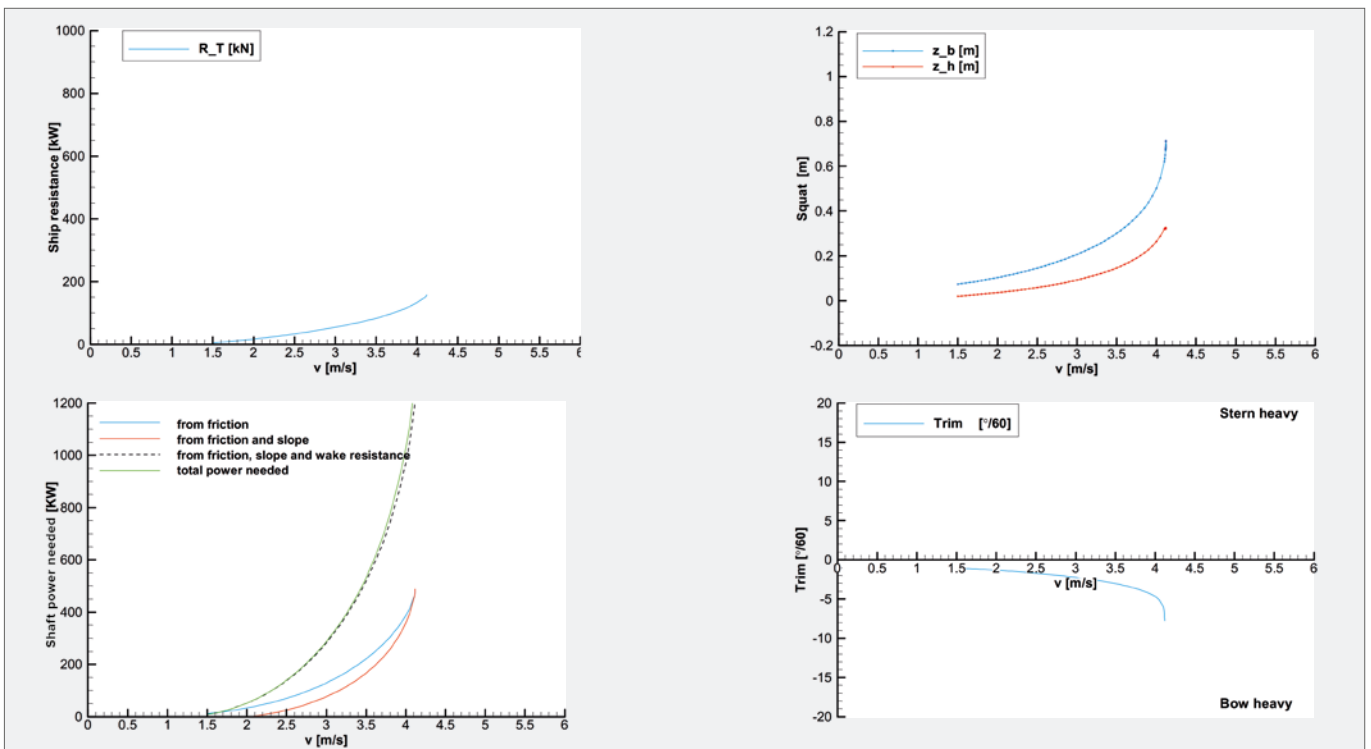 1000
R_T [kN]
800
600
400
200
0
Ship resistance [kW]
0 0.5 1 1.5 2 2.5 3 3.5 4 4.5 5 5.5 6
v [m/s]
1.2
z_b [m]
z_h [m]
1
0.8
0.6
0.4
0.2
0
-0.2
Squat [m]
0 0.5 1 1.5 2 2.5 3 3.5 4 4.5 5 5.5 6
v [m/s]
1200
from friction
from friction and slope
from friction, slope and wake resistance
total power needed
1000
800
600
400
200
0
Shaft power needed [KW]
0 0.5 1 1.5 2 2.5 3 3.5 4 4.5 5 5.5 6
v [m/s]
20
Trim [°/60]
Stern heavy
15
10
5
0
0 0.5 1 1.5 2 2.5 3 3.5 4 4.5 5 5.5 6
v [m/s]
Trim [°/60]
-5
-10
-15
Bow heavy
-20